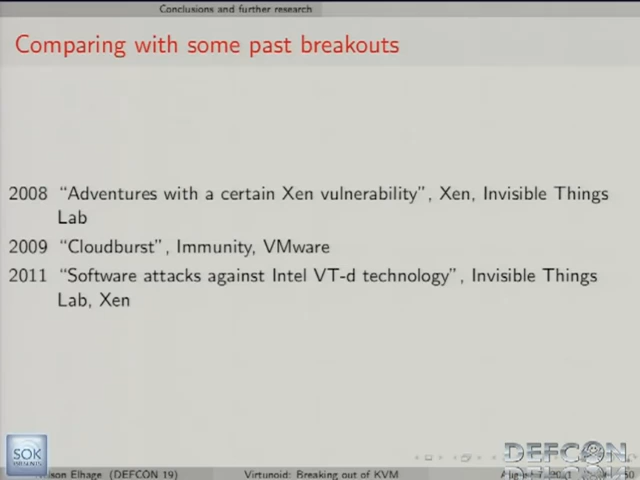 Conclusions and further research
Comparing with some past breakouts
2008 “Adventures with a certain Xen vulnerability”, Xen, Invisible Things
Lab
2009 “Cloudburst”, Immunity, VMware
2011 “Software attacks against Intel VT-d technology”, Invisible Things
Lab, Xen
SOK
DEFCON
Elhage (DEFCON 19) Virtunoid: Breaking out of KVM